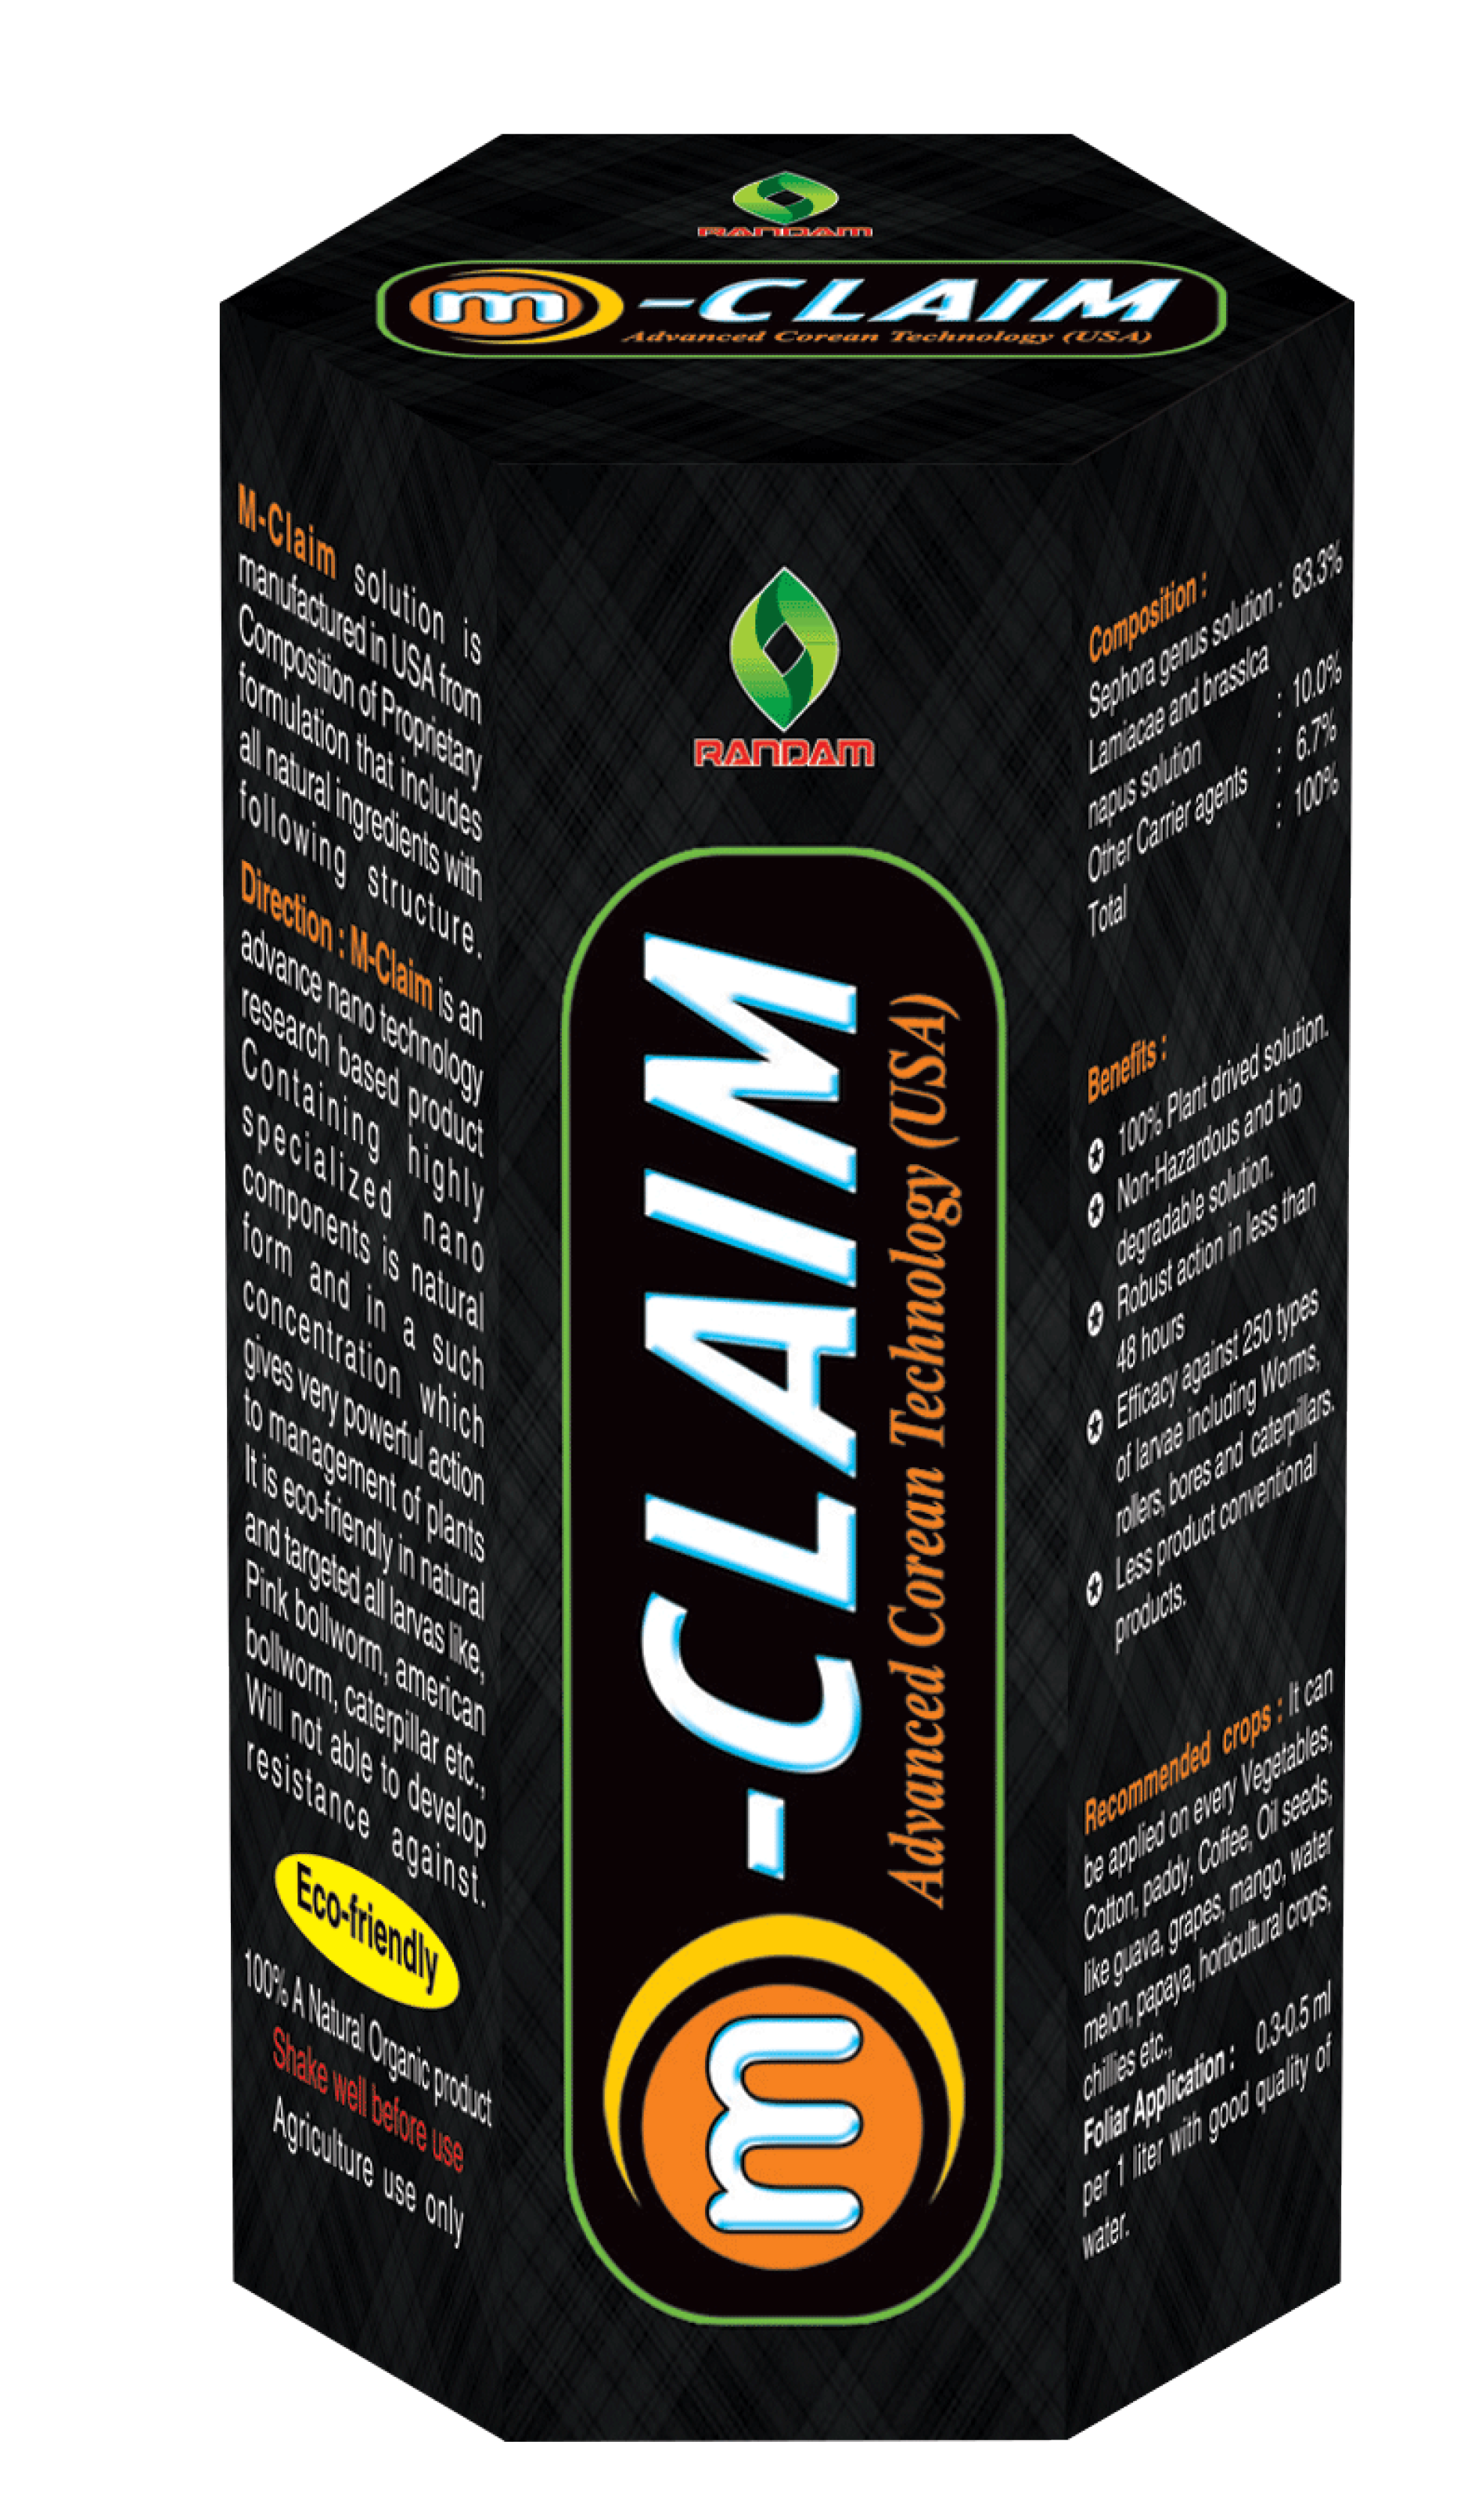 RANDAM
m-CLAIM
Advanced Corean Technology (USA)
M-Claim solution is
manufactured in USA from
Composition of Proprietary
formulation that includes
all natural ingredients with
following structure.
Direction : M-Claim is an
advance nano technology
research based product
Containing highly
specialized nano
components is natural
form and in a such
concentration which
gives very powerful action
to management of plants
It is eco-friendly in natural
and targeted all larvas like,
Pink bollworm, american
bollworm, caterpillar etc.,
Will not able to develop
resistance against.
Eco-friendly
100% A Natural Organic product
Shake well before use
Agriculture use only
RANDAM
m-CLAIM
Advanced Corean Technology (USA)
Composition :
Sephora genus solution : 83.3%
Lamiacae and brassica
napus solution : 10.0%
Other Carrier agents : 6.7%
Total : 100%
Benefits :
100% Plant drived solution.
Non-Hazardous and bio
degradable solution.
Robust action in less than
48 hours
Efficacy against 250 types
of larvae including Worms,
rollers, bores and caterpillars.
Less product conventional
products.
Recommended crops : It can
be applied on every Vegetables,
Cotton, paddy, Coffee, Oil seeds,
like guava, grapes, mango, water
melon, papaya, horticultural crops,
chillies etc.,
Foliar Application : 0.3-0.5 ml
per 1 liter with good quality of
water.